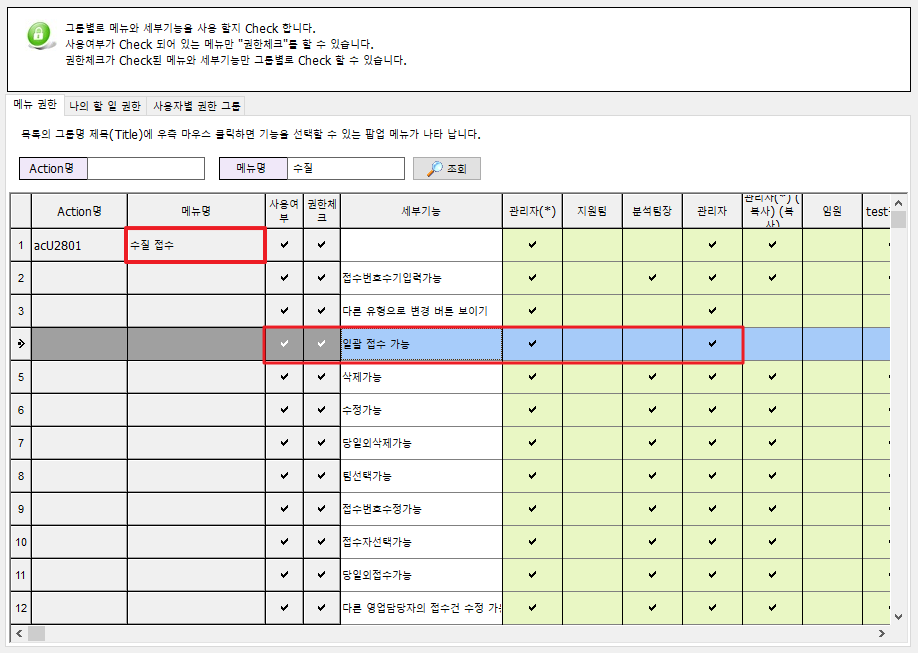 그룹별로 메뉴와 세부기능을 사용 할지 Check 합니다.
사용여부가 Check 되어 있는 메뉴만 "권한체크"를 할 수 있습니다.
권한체크가 Check된 메뉴와 세부기능만 그룹별로 Check 할 수 있습니다.
메뉴 권한 나의 할 일 권한 사용자별 권한 그룹
목록의 그룹명 제목(Title)에 우측 마우스 클릭하면 기능을 선택할 수 있는 팝업 메뉴가 나타 납니다.
Action명 메뉴명 수질 조회
Action명 메뉴명 사용여부 권한체크 세부기능 관리자(*) 지원팀 분석팀장 관리자 관리자(*) (복사) (복사) 임원 test
1 acU2801 수질 접수 ✔ ✔ ✔ ✔ ✔
2 ✔ ✔ 접수번호수기입력가능 ✔ ✔ ✔ ✔
3 ✔ ✔ 다른 유형으로 변경 버튼 보이기 ✔ ✔
✔ ✔ 일괄 접수 가능 ✔ ✔
5 ✔ ✔ 삭제가능 ✔ ✔ ✔ ✔
6 ✔ ✔ 수정가능 ✔ ✔ ✔ ✔
7 ✔ ✔ 당일외삭제가능 ✔ ✔ ✔ ✔
8 ✔ ✔ 팀선택가능 ✔ ✔ ✔ ✔
9 ✔ ✔ 접수번호수정가능 ✔ ✔ ✔ ✔
10 ✔ ✔ 접수자선택가능 ✔ ✔ ✔ ✔
11 ✔ ✔ 당일외접수가능 ✔ ✔ ✔ ✔
12 ✔ ✔ 다른 영업담당자의 접수건 수정 가 ✔ ✔ ✔ ✔